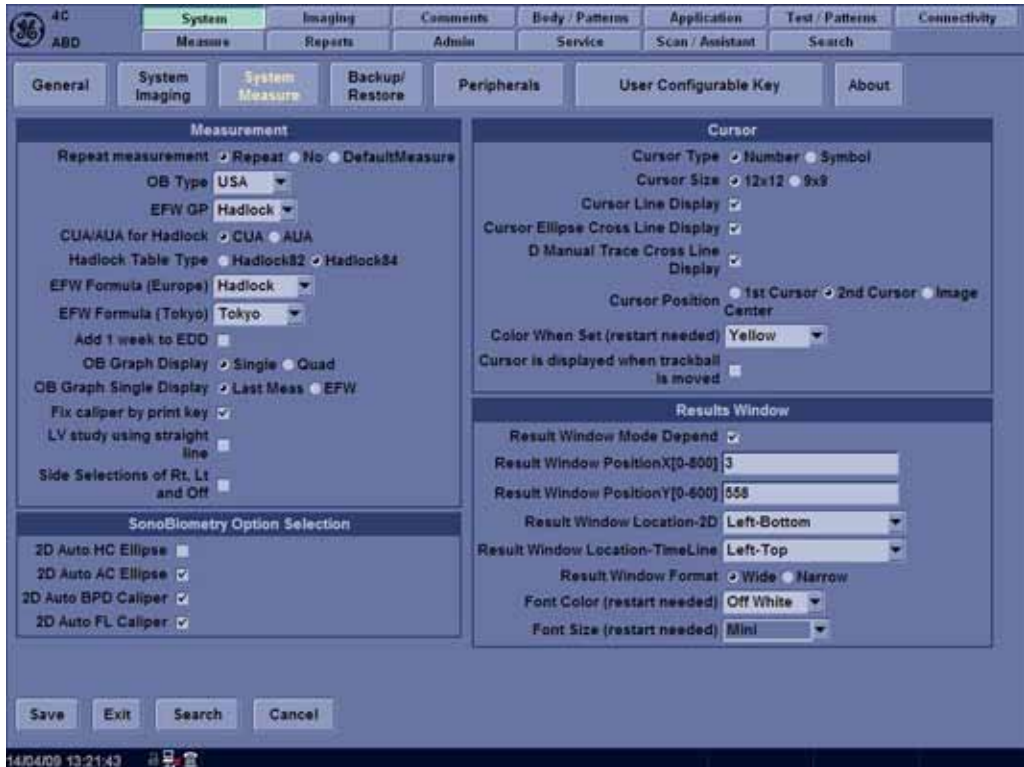 4C
ABD
System Imaging Comments Body / Patterns Application Test / Patterns Connectivity
Measure Reports Admin Service Scan / Assistant Search
General
System Imaging
System Measure
Backup/ Restore
Peripherals
User Configurable Key
About
Measurement
Repeat measurement Repeat No DefaultMeasure
OB Type USA
EFW GP Hadlock
CUA/AUA for Hadlock CUA AUA
Hadlock Table Type Hadlock82 Hadlock84
EFW Formula (Europe) Hadlock
EFW Formula (Tokyo) Tokyo
Add 1 week to EDD
OB Graph Display Single Quad
OB Graph Single Display Last Meas EFW
Fix caliper by print key
LV study using straight
line
Side Selections of Rt, Lt
and Off
SonoBiometry Option Selection
2D Auto HC Ellipse
2D Auto AC Ellipse
2D Auto BPD Caliper
2D Auto FL Caliper
Cursor
Cursor Type Number Symbol
Cursor Size 12x12 9x9
Cursor Line Display
Cursor Ellipse Cross Line Display
D Manual Trace Cross Line
Display
Cursor Position 1st Cursor 2nd Cursor Image
Center
Color When Set (restart needed) Yellow
Cursor is displayed when trackball
is moved
Results Window
Result Window Mode Depend
Result Window PositionX[0-800] 3
Result Window PositionY[0-600] 558
Result Window Location-2D Left-Bottom
Result Window Location-TimeLine Left-Top
Result Window Format Wide Narrow
Font Color (restart needed) Off White
Font Size (restart needed) Mini
Save Exit Search Cancel
14/04/09 13:21:43